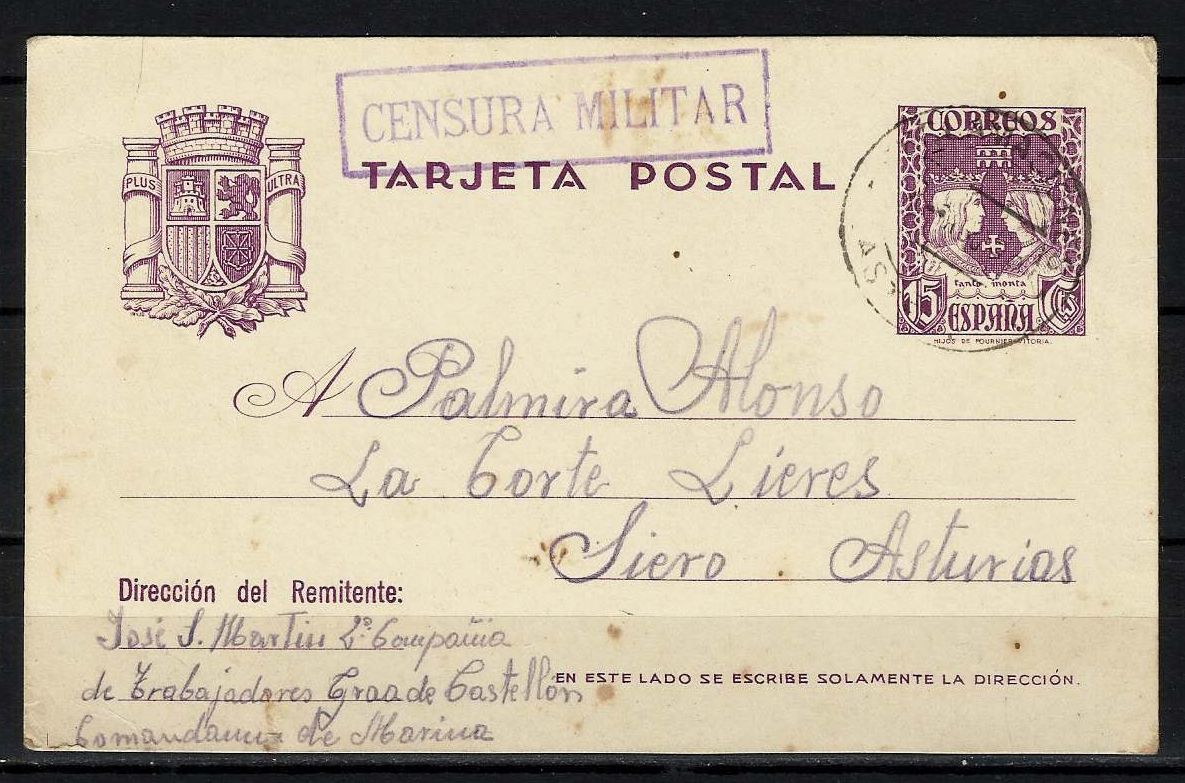 CENSURA MILITAR
TARJETA POSTAL
PLUS ULTRA
CORREOS
tanto monta
15 ESPAÑA 15
HIJOS DE FOURNIER-VITORIA.
A Palmira Alonso
La Corte Lieres
Siero Asturias
Dirección del Remitente:
José S. Martin 2ª Compañia
de Trabajadores Grao de Castellón
Comandancia de Marina
EN ESTE LADO SE ESCRIBE SOLAMENTE LA DIRECCIÓN.